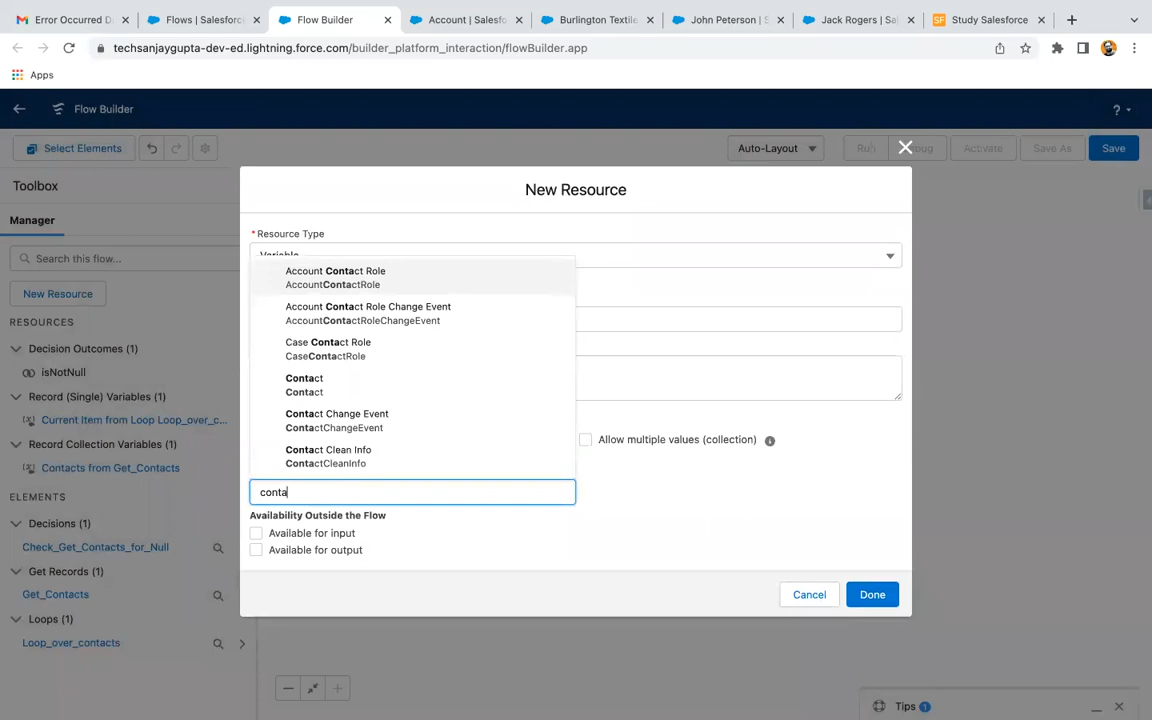 Error Occurred D
Flows | Salesforc
Flow Builder
Account | Salesfo
Burlington Textile
John Peterson | S
Jack Rogers | Sa
SF
Study Salesforce
techsanjaygupta-dev-ed.lightning.force.com/builder_platform_interaction/flowBuilder.app
Apps
Flow Builder
?
Select Elements
Auto-Layout
Run
Debug
Activate
Save As
Save
Toolbox
Manager
Search this flow...
New Resource
RESOURCES
Decision Outcomes (1)
isNotNull
Record (Single) Variables (1)
Current Item from Loop Loop_over_c...
Record Collection Variables (1)
Contacts from Get_Contacts
ELEMENTS
Decisions (1)
Check_Get_Contacts_for_Null
Get Records (1)
Get_Contacts
Loops (1)
Loop_over_contacts
New Resource
* Resource Type
Variable
Account Contact Role
AccountContactRole
Account Contact Role Change Event
AccountContactRoleChangeEvent
Case Contact Role
CaseContactRole
Contact
Contact
Contact Change Event
ContactChangeEvent
Contact Clean Info
ContactCleanInfo
Allow multiple values (collection)
conta
Availability Outside the Flow
Available for input
Available for output
Cancel
Done
Tips 1